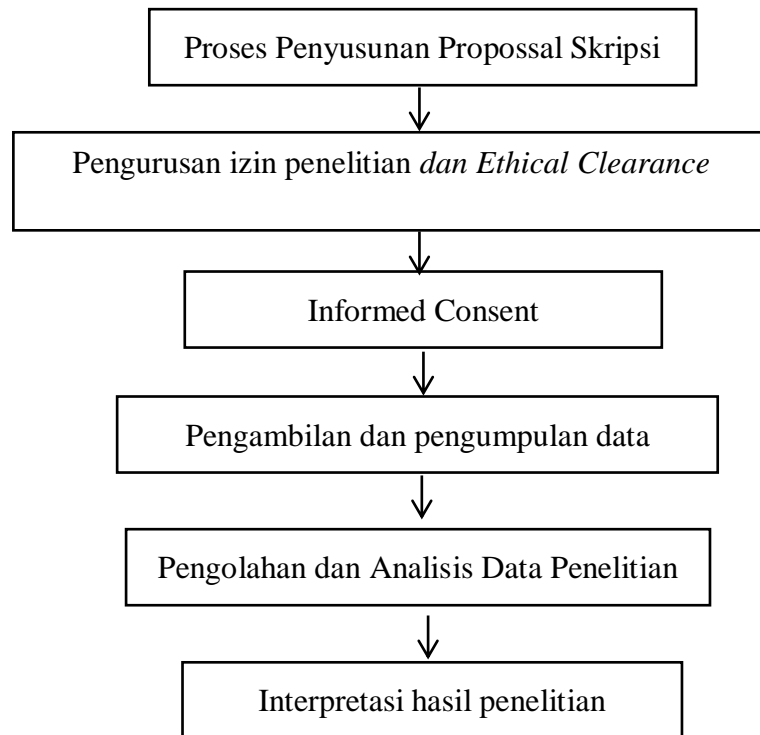 Proses Penyusunan Propossal Skripsi
Pengurusan izin penelitian dan Ethical Clearance
Informed Consent
Pengambilan dan pengumpulan data
Pengolahan dan Analisis Data Penelitian
Interpretasi hasil penelitian